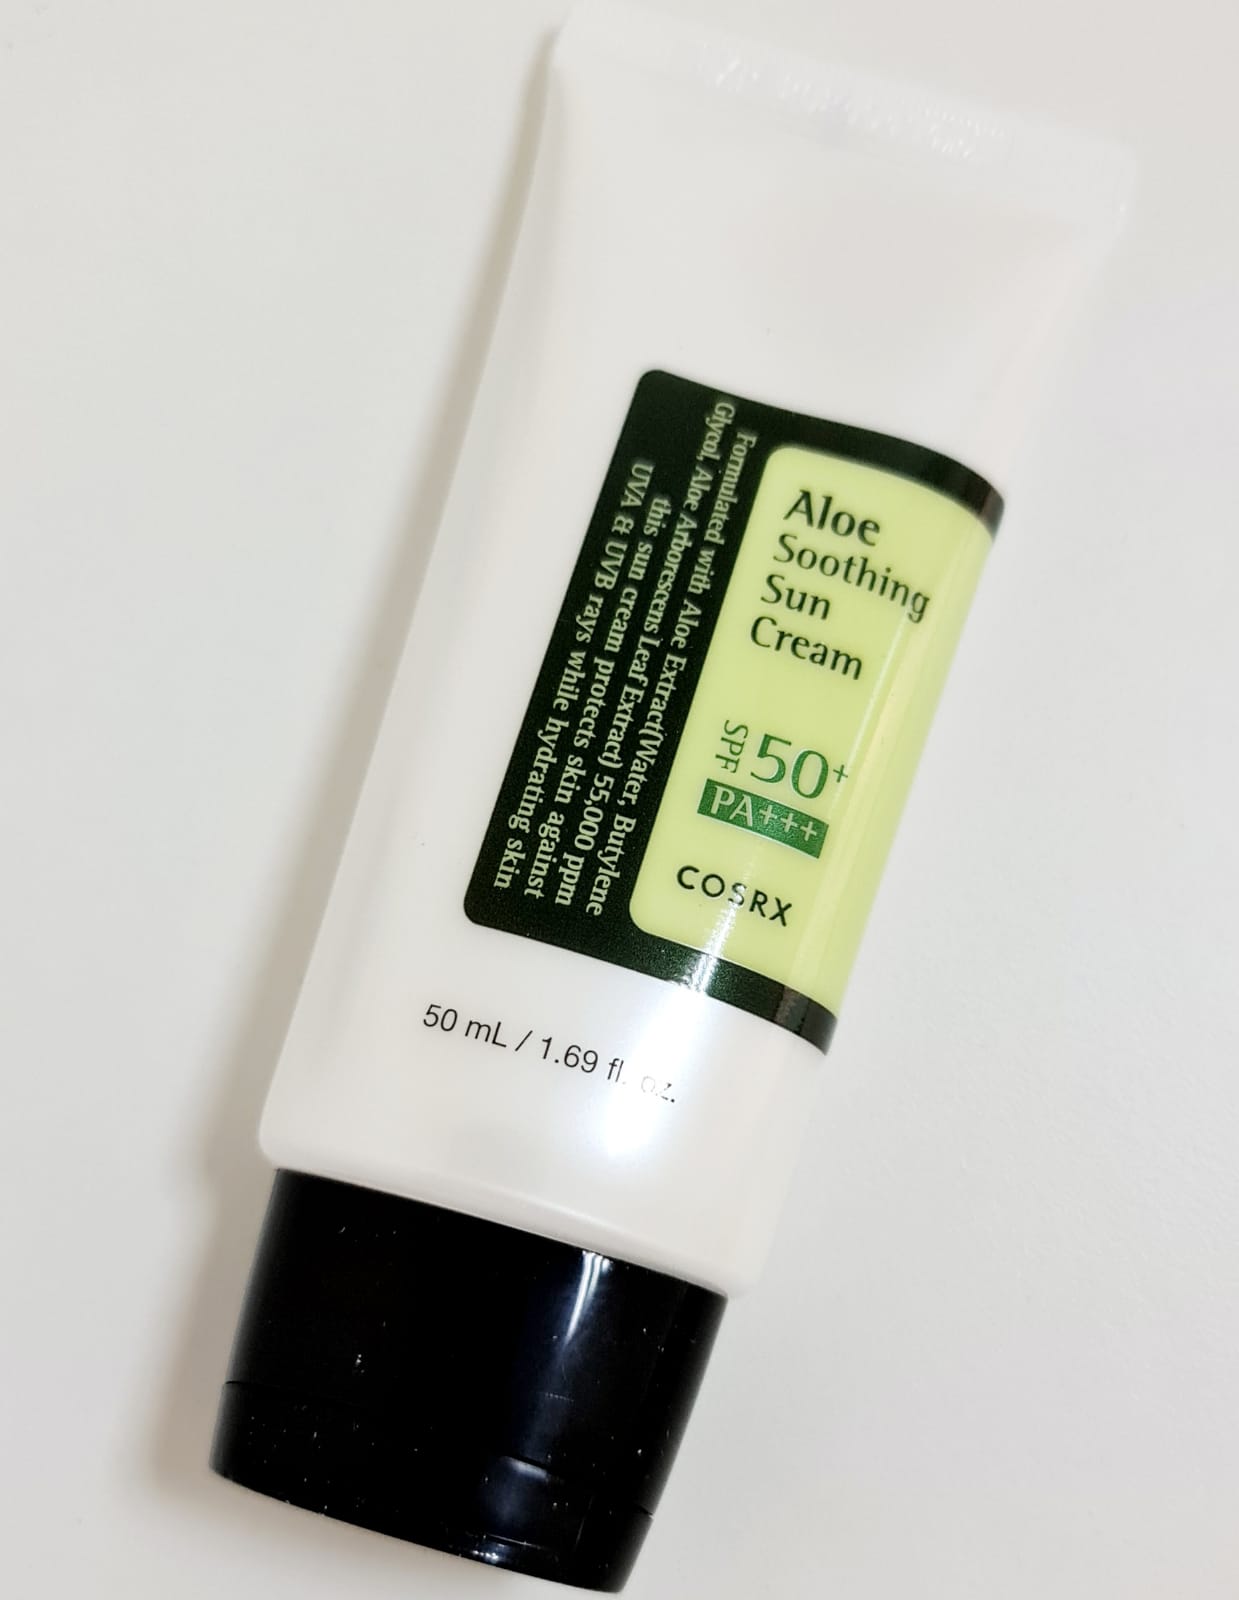 Aloe
Soothing
Sun
Cream
SPF 50+
PA+++
COSRX
Formulated with Aloe Extract(Water, Butylene
Glycol, Aloe Arborescens Leaf Extract) 55,000 ppm
this sun cream protects skin against
UVA & UVB rays while hydrating skin
50 mL / 1.69 fl. oz.